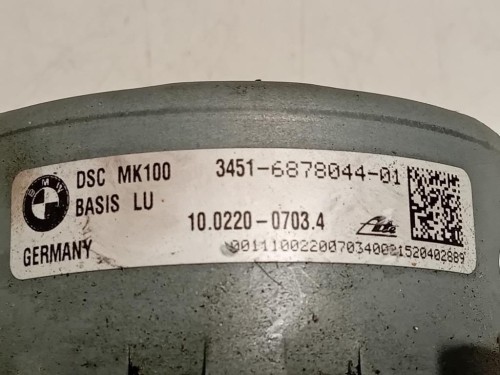 BMW
DSC MK100 3451-6878044-01
BASIS LU 10.0220-0703.4 Ate
GERMANY 0011100220070340021520402889